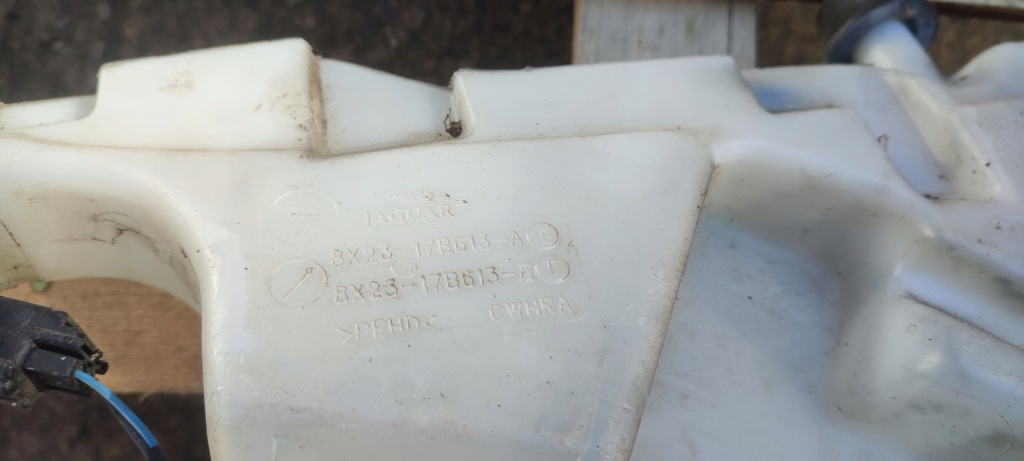 JAGUAR
8X23-17B613-A E
8X23-17B613-B
>PEHD< CWHRA